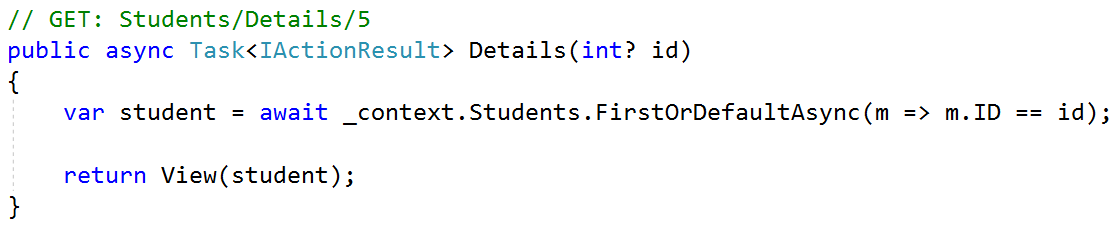 // GET: Students/Details/5
public async Task<IActionResult> Details(int? id)
{
    var student = await _context.Students.FirstOrDefaultAsync(m => m.ID == id);

    return View(student);
}